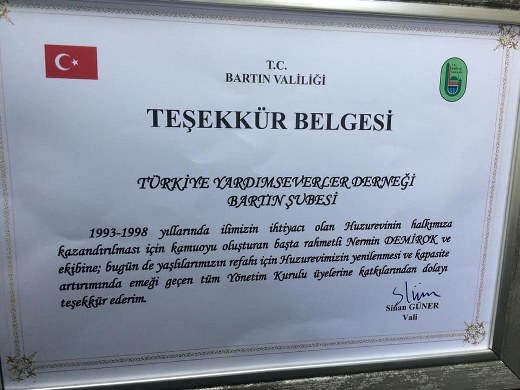 T.C.
BARTIN VALİLİĞİ
TEŞEKKÜR BELGESİ
TÜRKİYE YARDIMSEVERLER DERNEĞİ
BARTIN ŞUBESİ
1993-1998 yıllarında ilimizin ihtiyacı olan Huzurevinin halkımıza
kazandırılması için kamuoyu oluşturan başta rahmetli Nermin DEMİROK ve
ekibine; bugün de yaşlılarımızın refahı için Huzurevimizin yenilenmesi ve kapasite
artırımında emeği geçen tüm Yönetim Kurulu üyelerine katkılarından dolayı
teşekkür ederim.
Sinan GÜNER
Vali